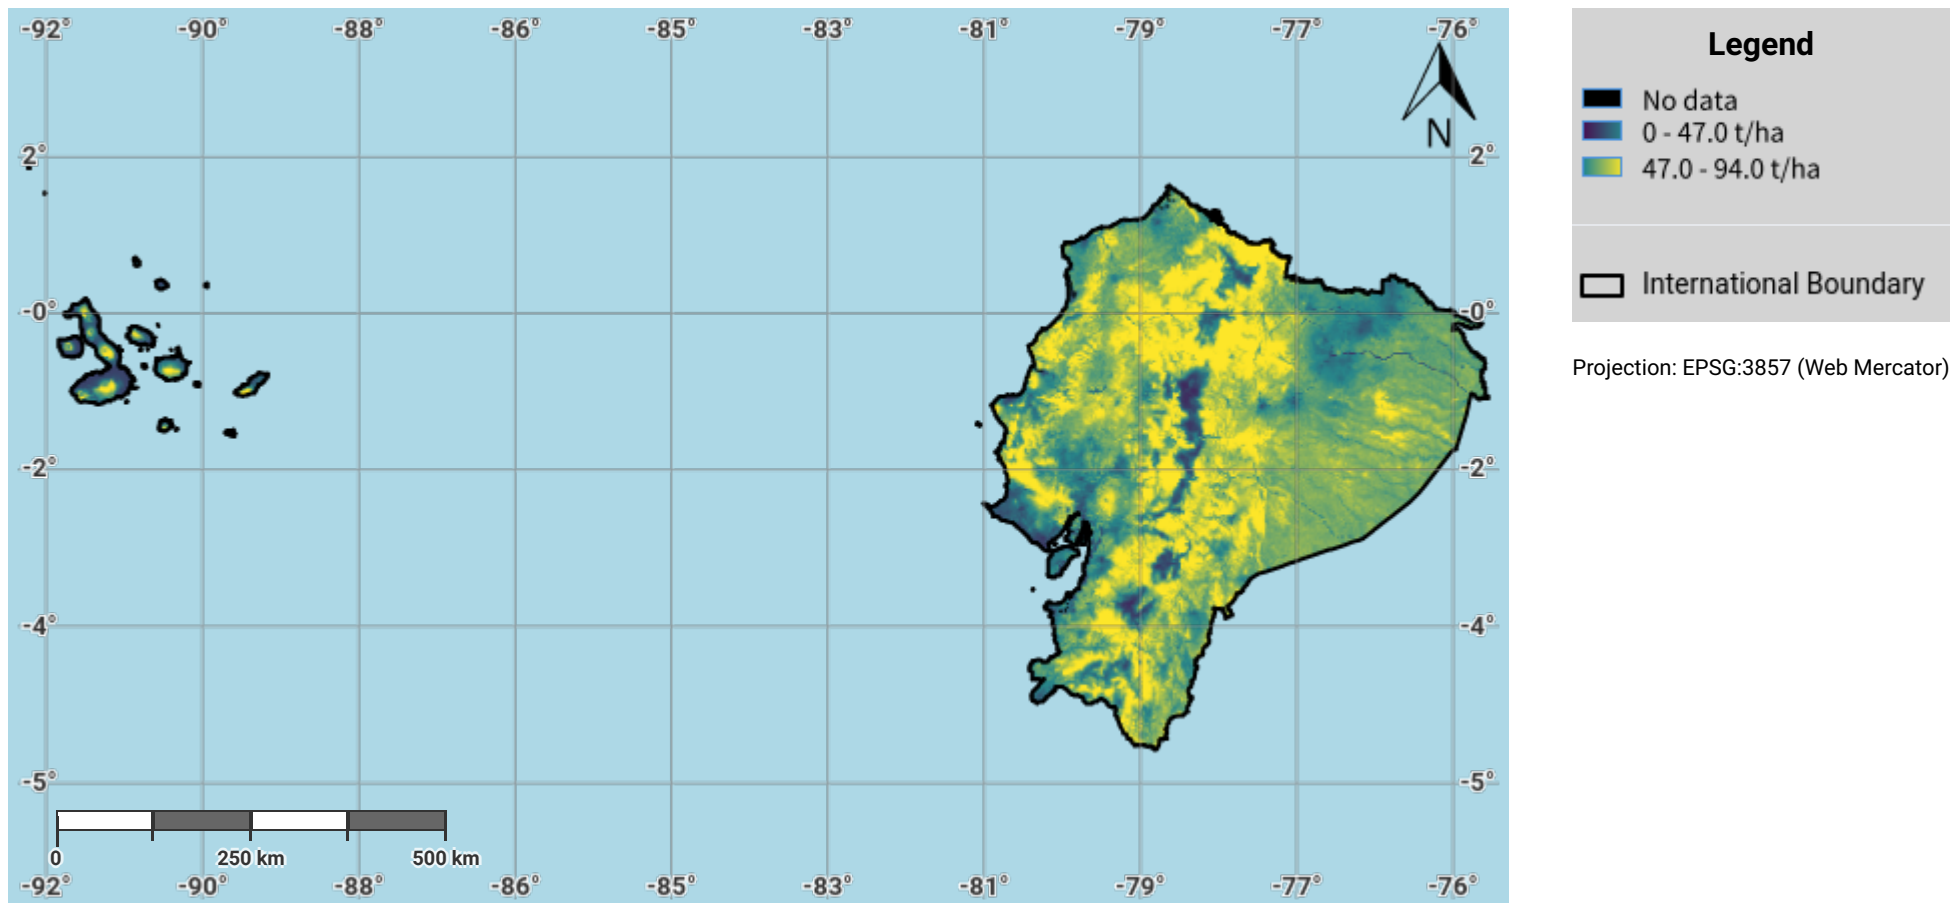 -92° -90° -88° -86° -85° -83° -81° -79° -77° -76°
N
2° 2°
-0° -0°
-2° -2°
-4° -4°
-5° -5°
0 250 km 500 km
-92° -90° -88° -86° -85° -83° -81° -79° -77° -76°
Legend
No data
0 - 47.0 t/ha
47.0 - 94.0 t/ha
International Boundary
Projection: EPSG:3857 (Web Mercator)